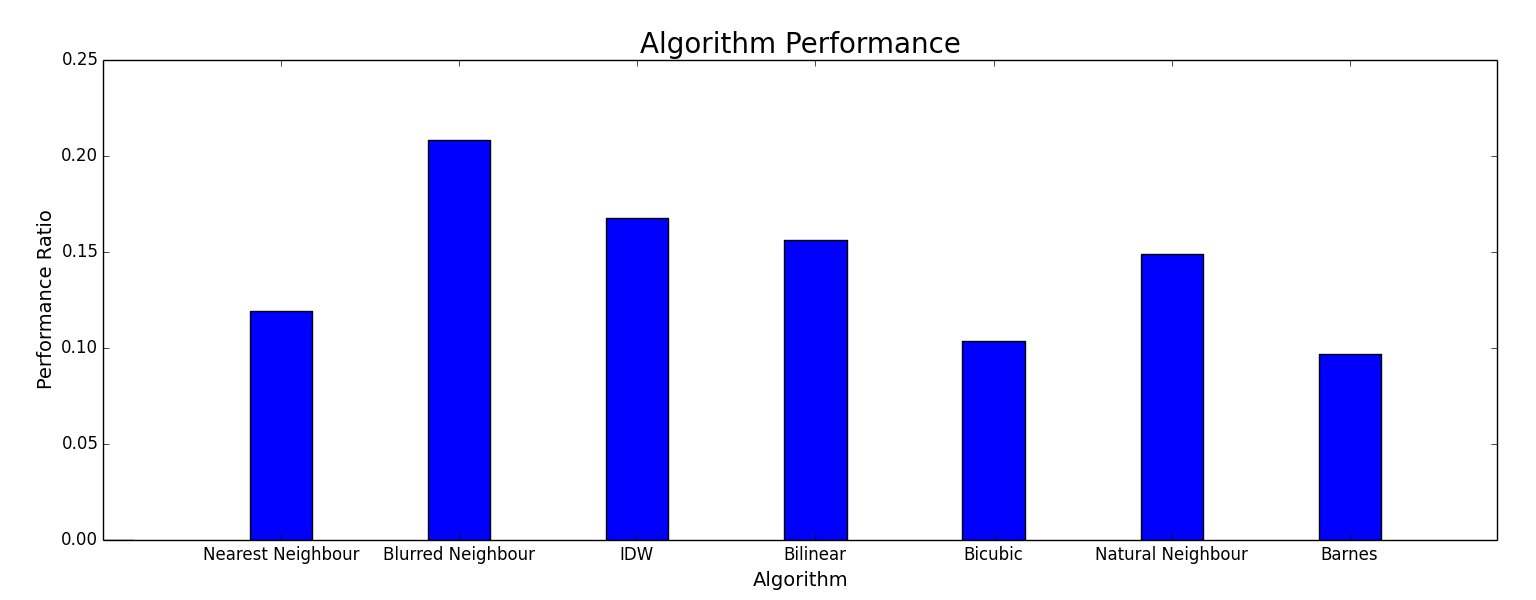 Algorithm Performance
0.25
0.20
0.15
0.10
0.05
0.00
Performance Ratio
Nearest Neighbour Blurred Neighbour IDW Bilinear Bicubic Natural Neighbour Barnes
Algorithm